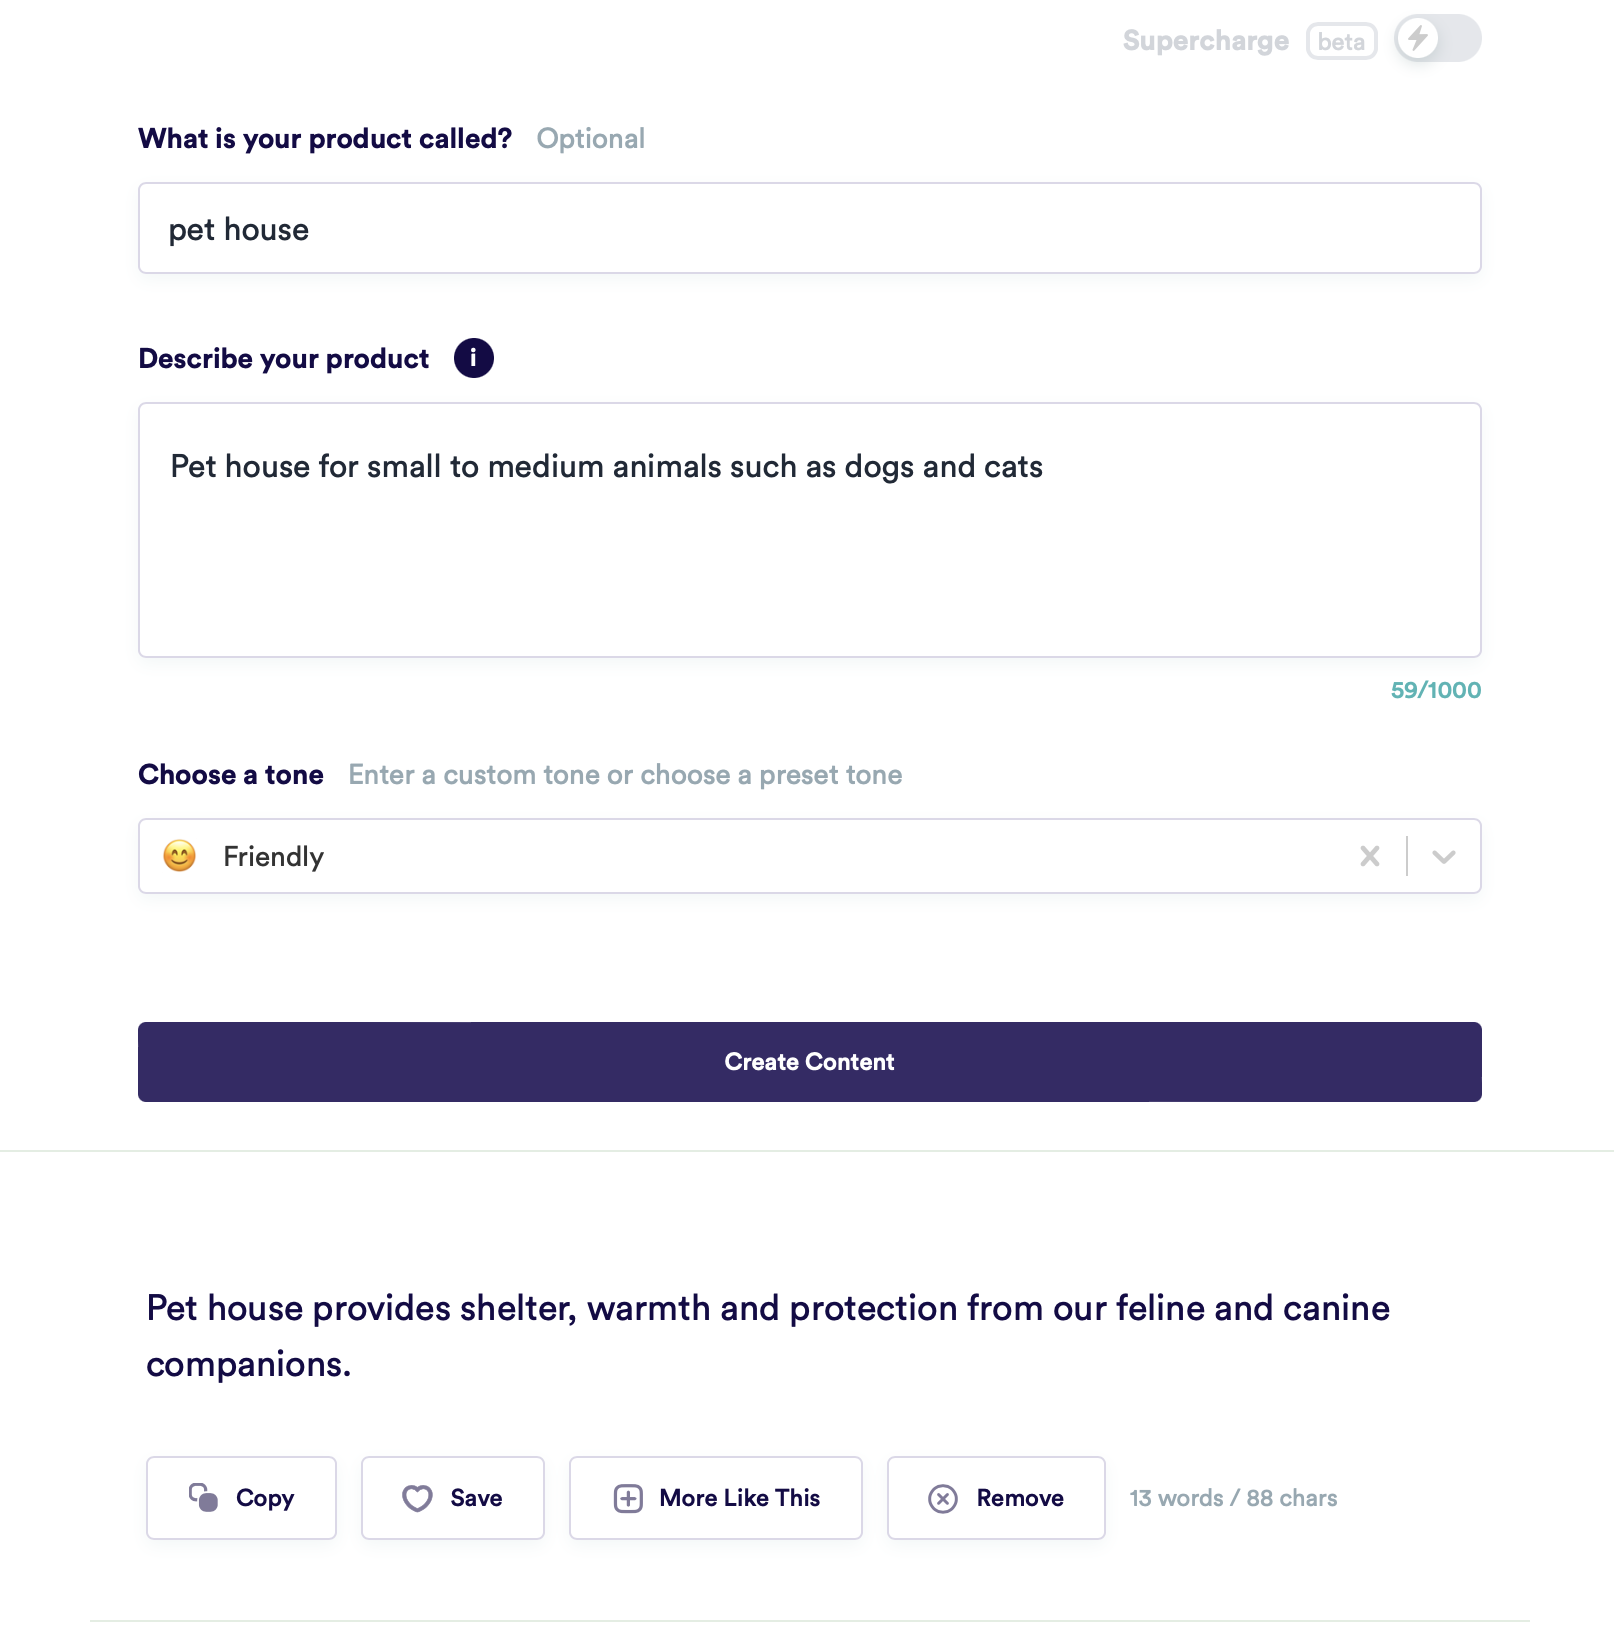 Supercharge beta
What is your product called? Optional
pet house
Describe your product i
Pet house for small to medium animals such as dogs and cats
59/1000
Choose a tone Enter a custom tone or choose a preset tone
😊 Friendly
Create Content
Pet house provides shelter, warmth and protection from our feline and canine
companions.
Copy Save More Like This Remove 13 words / 88 chars